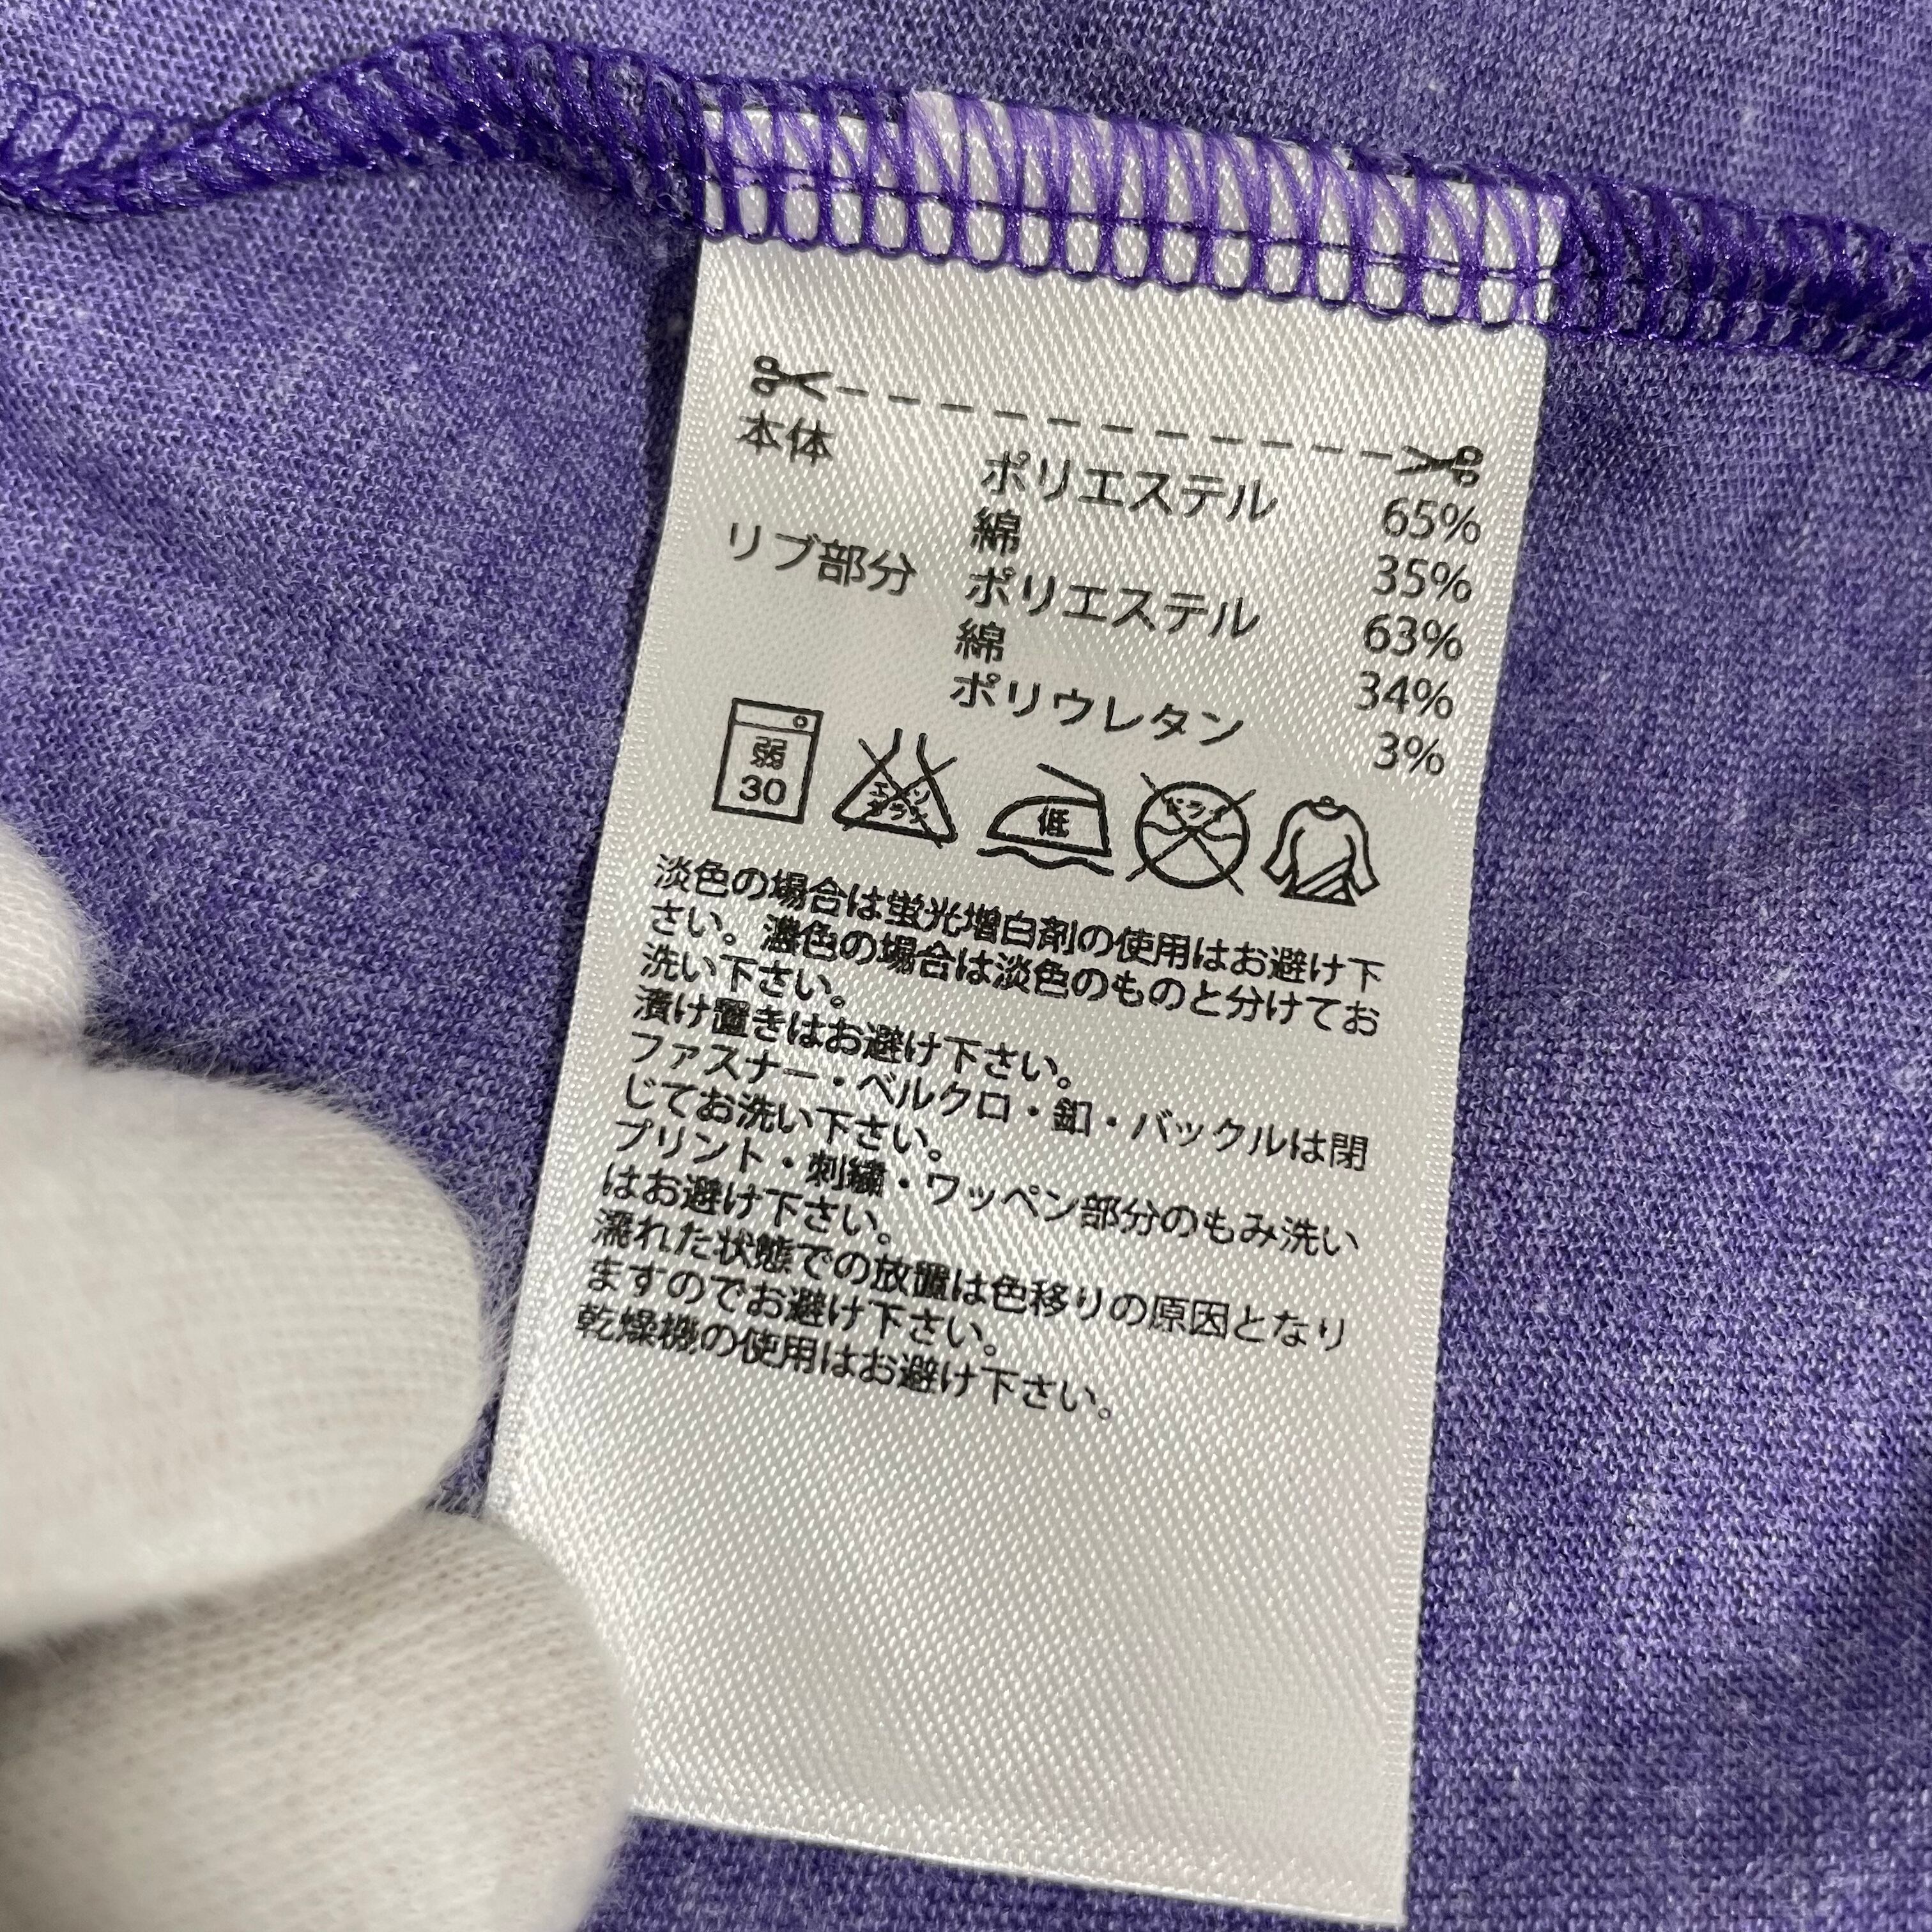 本体 ポリエステル 65%
綿 35%
リブ部分 ポリエステル 63%
綿 34%
ポリウレタン 3%
弱 30 エンソ サラシ 低 ドライ
淡色の場合は蛍光増白剤の使用はお避け下
さい。濃色の場合は淡色のものと分けてお
洗い下さい。
漬け置きはお避け下さい。
ファスナー・ベルクロ・釦・バックルは閉
じてお洗い下さい。
プリント・刺繍・ワッペン部分のもみ洗い
はお避け下さい。
濡れた状態での放置は色移りの原因となり
ますのでお避け下さい。
乾燥機の使用はお避け下さい。